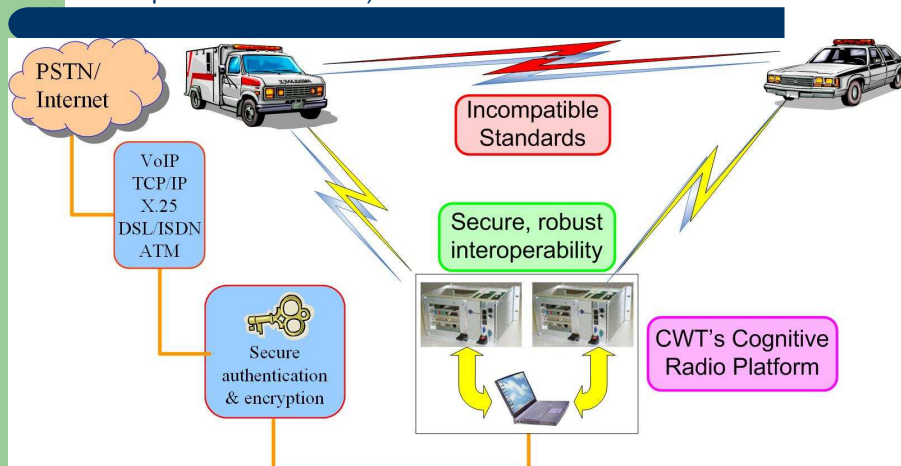 PSTN/
Internet
Incompatible
Standards
VoIP
TCP/IP
X.25
DSL/ISDN
ATM
Secure, robust
interoperability
CWT's Cognitive
Radio Platform
Secure
authentication
& encryption